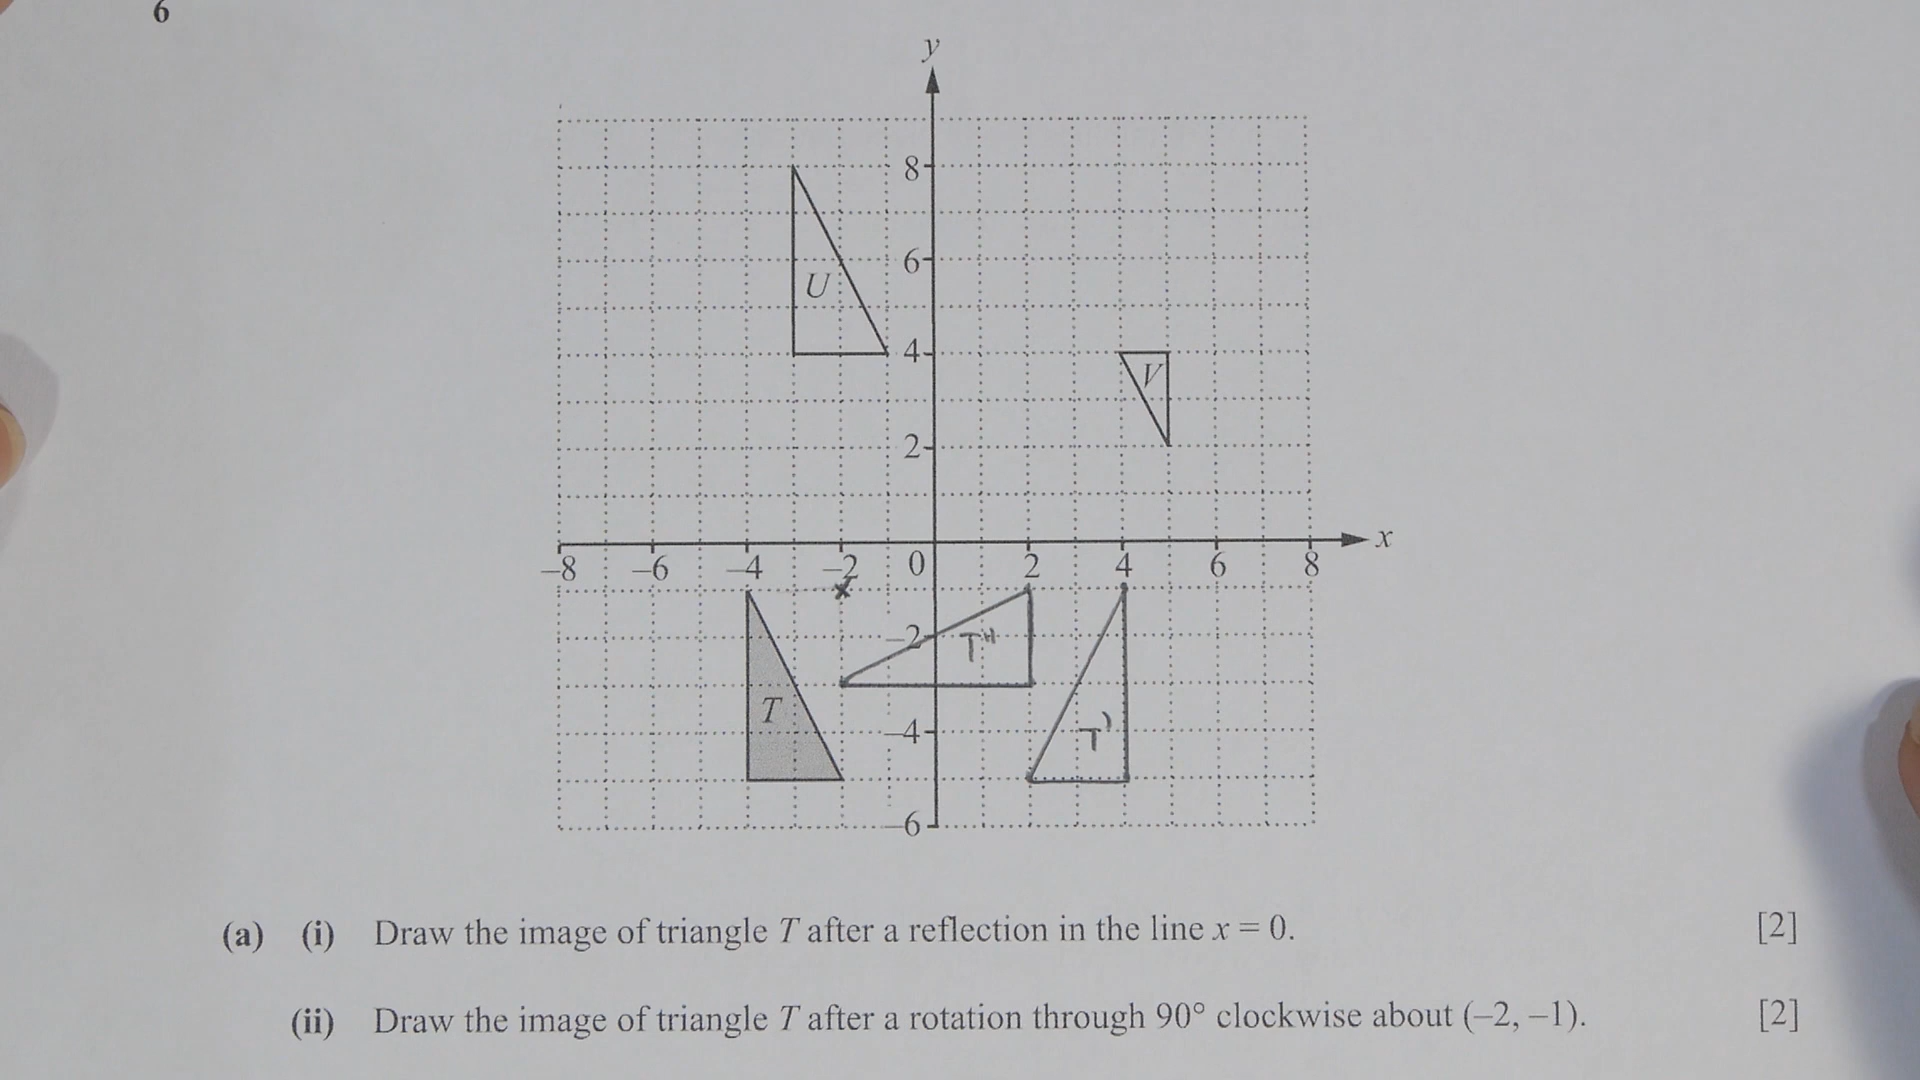 6
y
8
6
U
4
V
2
x
–8 –6 –4 –2 0 2 4 6 8
–2 T"
T –4 T'
–6
(a) (i) Draw the image of triangle T after a reflection in the line x = 0. [2]
(ii) Draw the image of triangle T after a rotation through 90° clockwise about (–2, –1). [2]